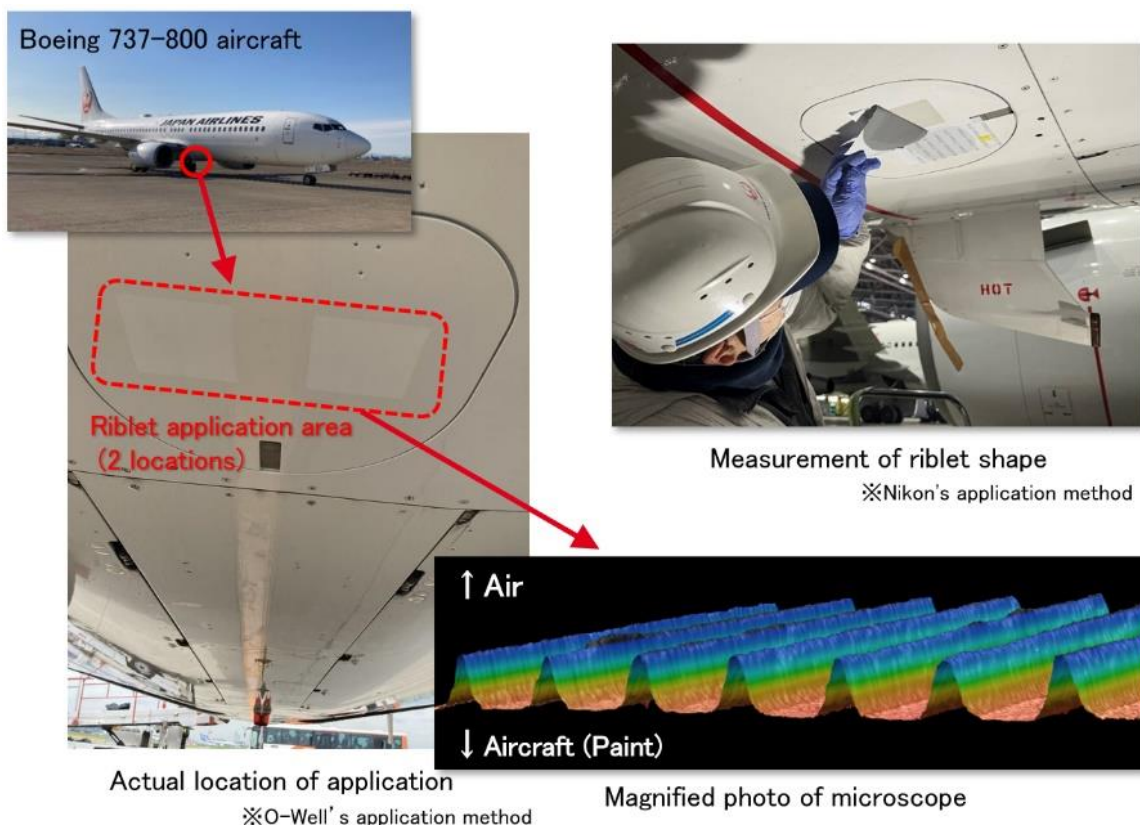 Boeing 737-800 aircraft
JAPAN AIRLINES
Riblet application area
(2 locations)
Actual location of application
※O-Well's application method
HOT
Measurement of riblet shape
※Nikon's application method
↑ Air
↓ Aircraft (Paint)
Magnified photo of microscope